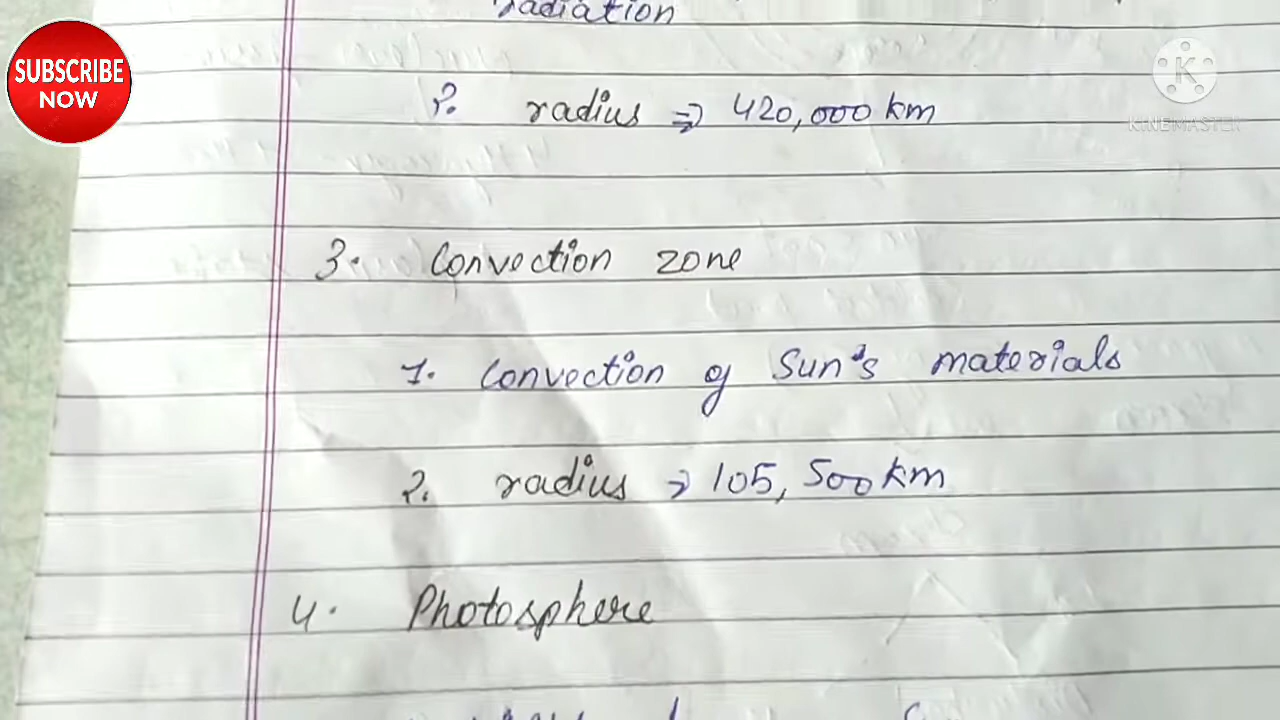 radiation
SUBSCRIBE
NOW
K
KINEMASTER
2. radius ⇒ 420,000 km
3. Convection zone
1. Convection of Sun's materials
2. radius → 105,500 km
4. Photosphere